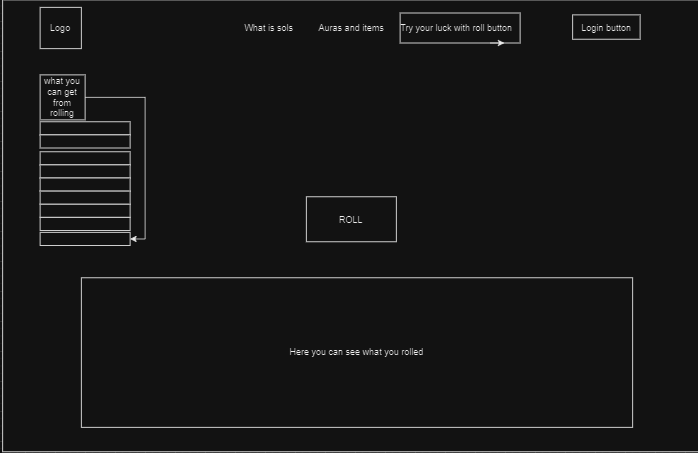 Logo
What is sols
Auras and items
Try your luck with roll button
Login button
what you
can get
from
rolling
ROLL
Here you can see what you rolled